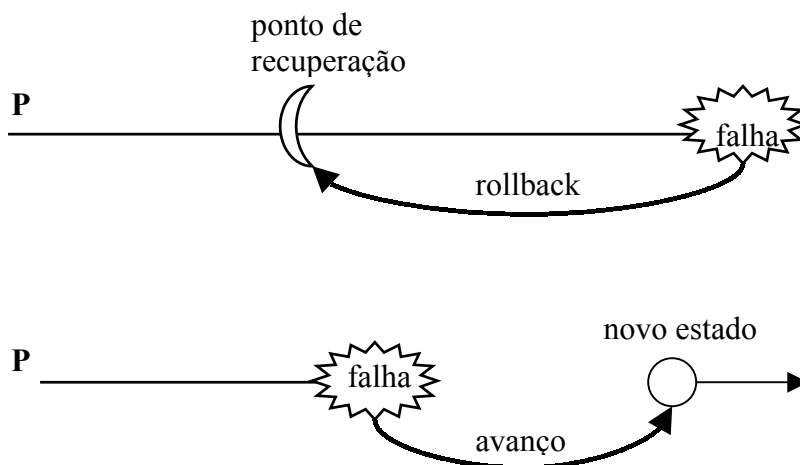 ponto de
recuperação
P
falha
rollback
novo estado
P
falha
avanço